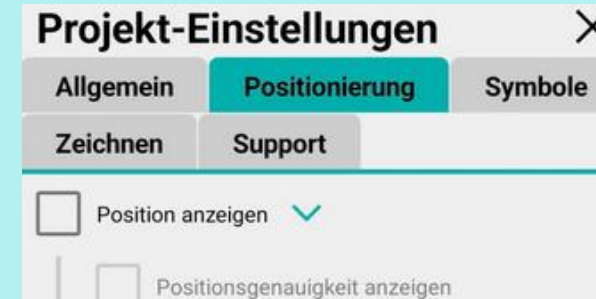 Projekt-Einstellungen
Allgemein Positionierung Symbole
Zeichnen Support
Position anzeigen
Positionsgenauigkeit anzeigen